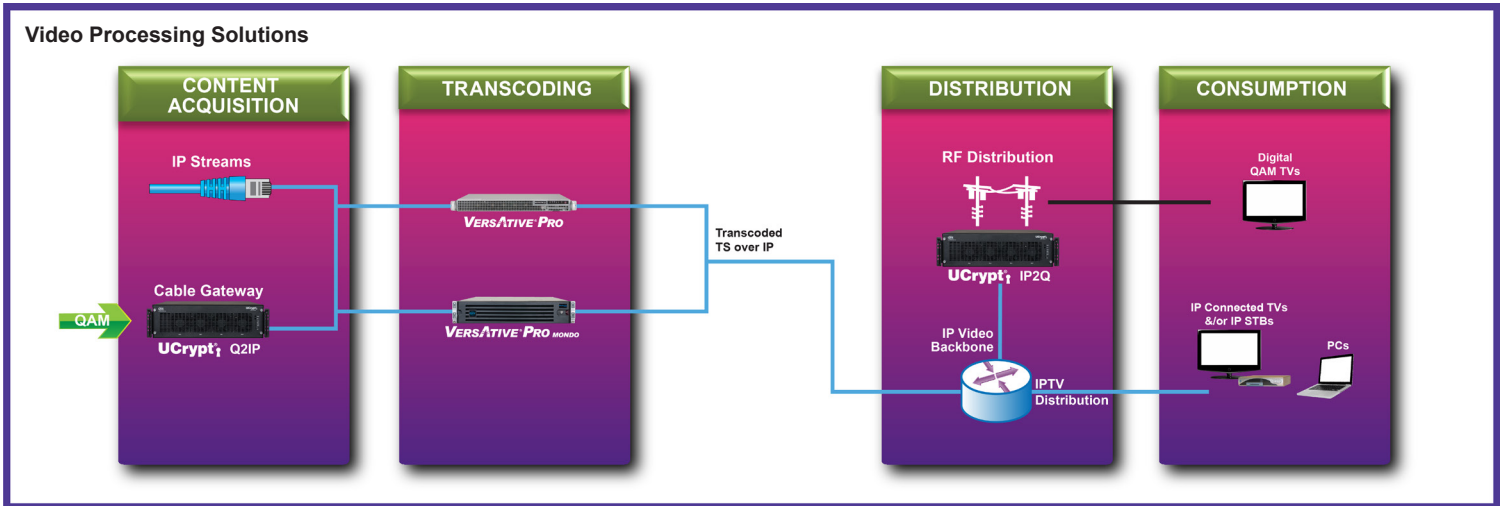 Video Processing Solutions
CONTENT
ACQUISITION
IP Streams
Cable Gateway
QAM
UCrypt Q2IP
TRANSCODING
VERSATIVE PRO
VERSATIVE PRO MONDO
Transcoded
TS over IP
DISTRIBUTION
RF Distribution
UCrypt IP2Q
IP Video
Backbone
IPTV
Distribution
CONSUMPTION
Digital
QAM TVs
IP Connected TVs
&/or IP STBs
PCs